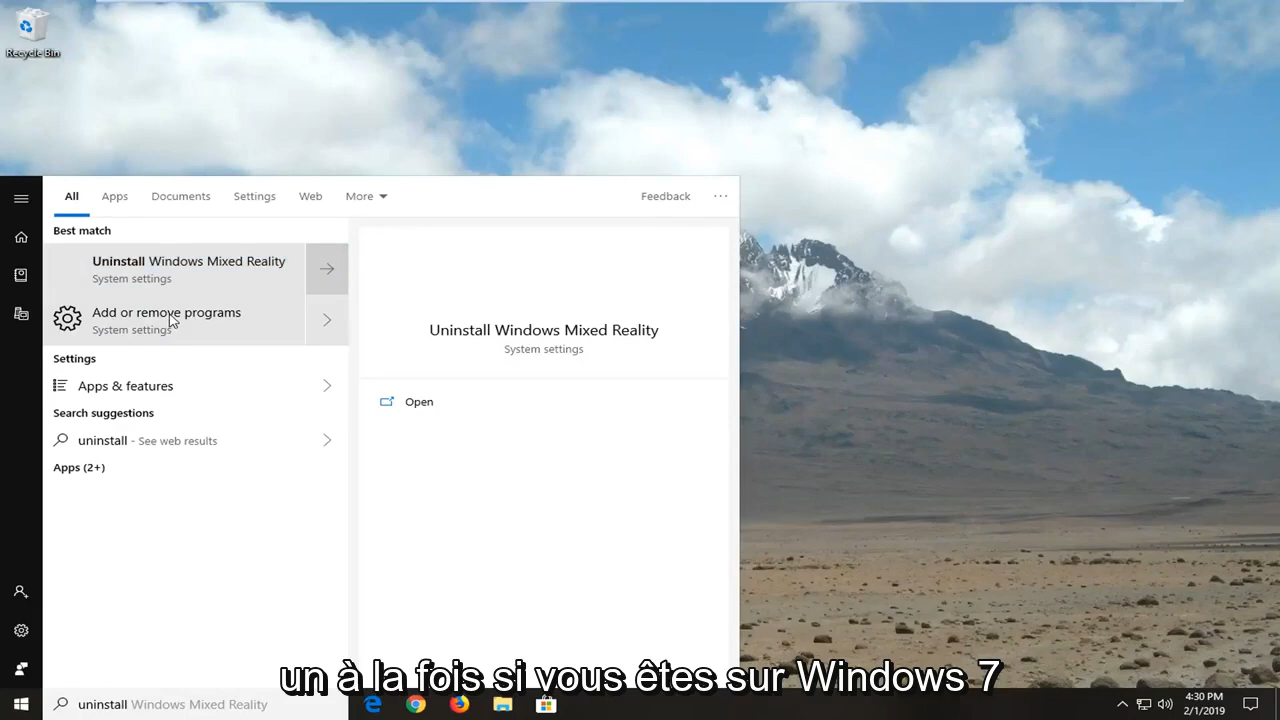 Recycle Bin
All Apps Documents Settings Web More Feedback ...
Best match
Uninstall Windows Mixed Reality
System settings
Add or remove programs
System settings
Settings
Apps & features
Search suggestions
uninstall - See web results
Apps (2+)
Uninstall Windows Mixed Reality
System settings
Open
un à la fois si vous êtes sur Windows 7
uninstall Windows Mixed Reality
4:30 PM
2/1/2019